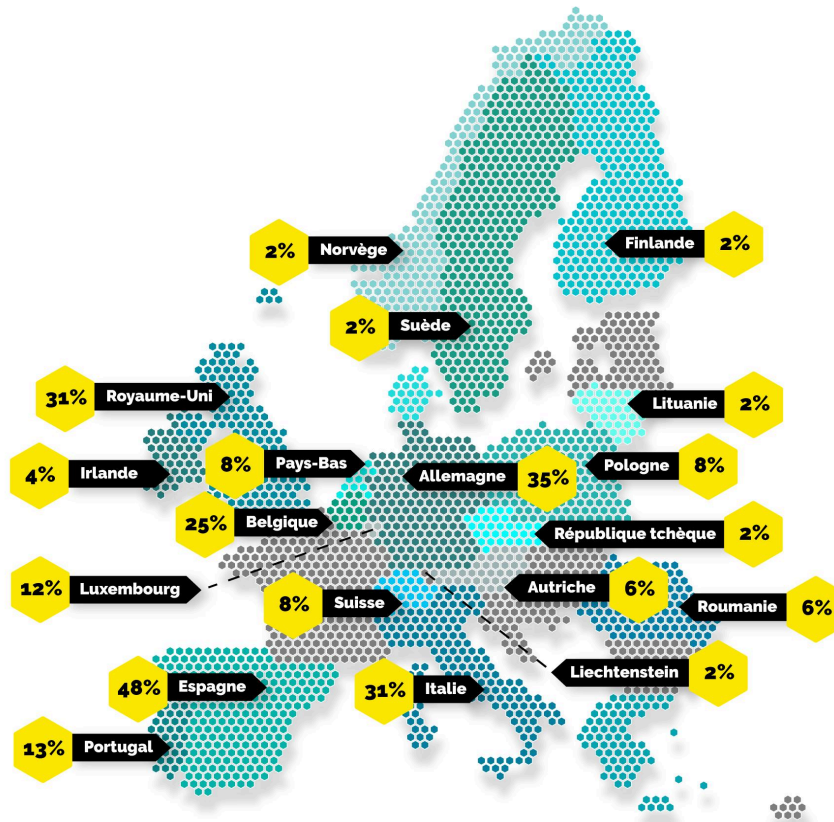 2% Norvège
Finlande 2%
2% Suède
31% Royaume-Uni
Lituanie 2%
4% Irlande
8% Pays-Bas
Allemagne 35%
Pologne 8%
25% Belgique
République tchèque 2%
12% Luxembourg
8% Suisse
Autriche 6%
Roumanie 6%
Liechtenstein 2%
48% Espagne
31% Italie
13% Portugal